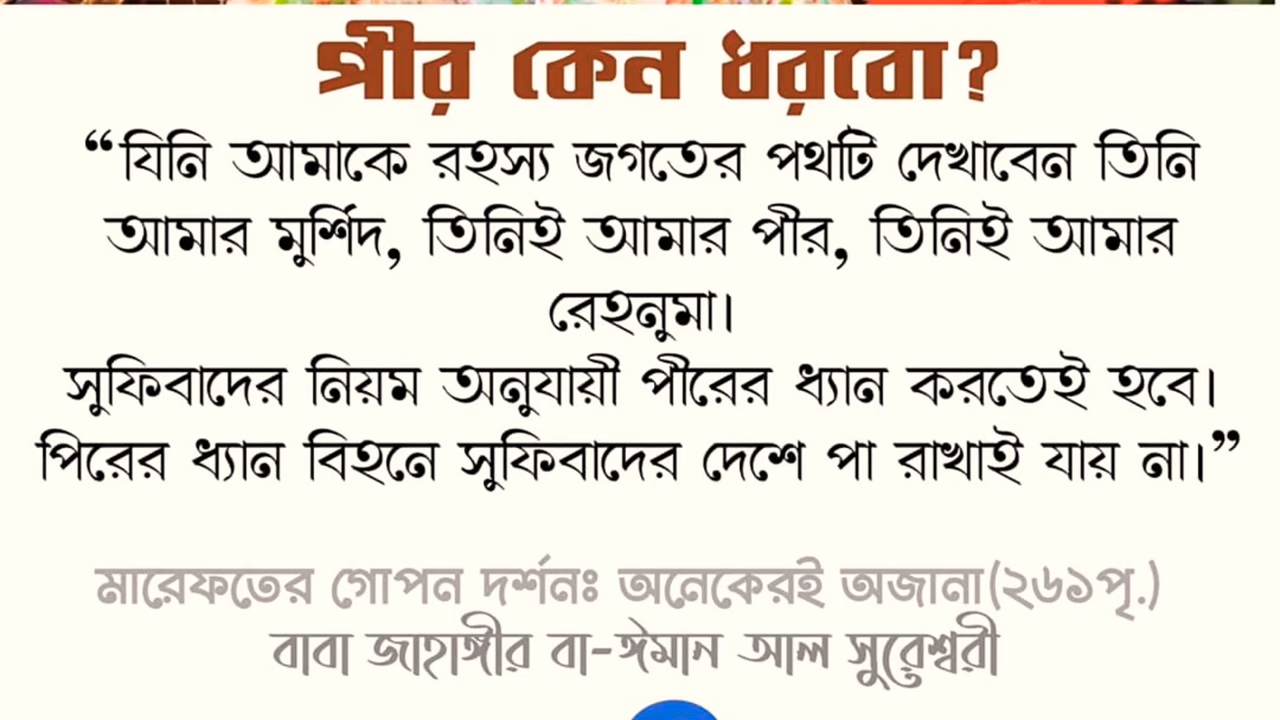 পীর কেন ধরবো?
“যিনি আমাকে রহস্য জগতের পথটি দেখাবেন তিনি
আমার মুর্শিদ, তিনিই আমার পীর, তিনিই আমার
রেহনুমা।
সুফিবাদের নিয়ম অনুযায়ী পীরের ধ্যান করতেই হবে।
পিরের ধ্যান বিহনে সুফিবাদের দেশে পা রাখাই যায় না।”
মারেফতের গোপন দর্শনঃ অনেকেরই অজানা(২৬১পৃ.)
বাবা জাহাঙ্গীর বা-ঈমান আল সুরেশ্বরী